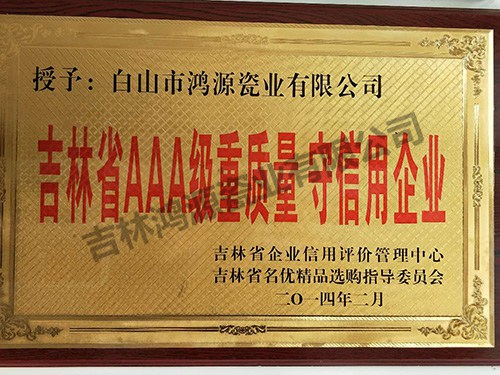 授予：白山市鸿源瓷业有限公司
吉林省AAA级重质量 守信用企业
吉林鸿源瓷业有限公司
吉林省企业信用评价管理中心
吉林省名优精品选购指导委员会
二〇一四年二月